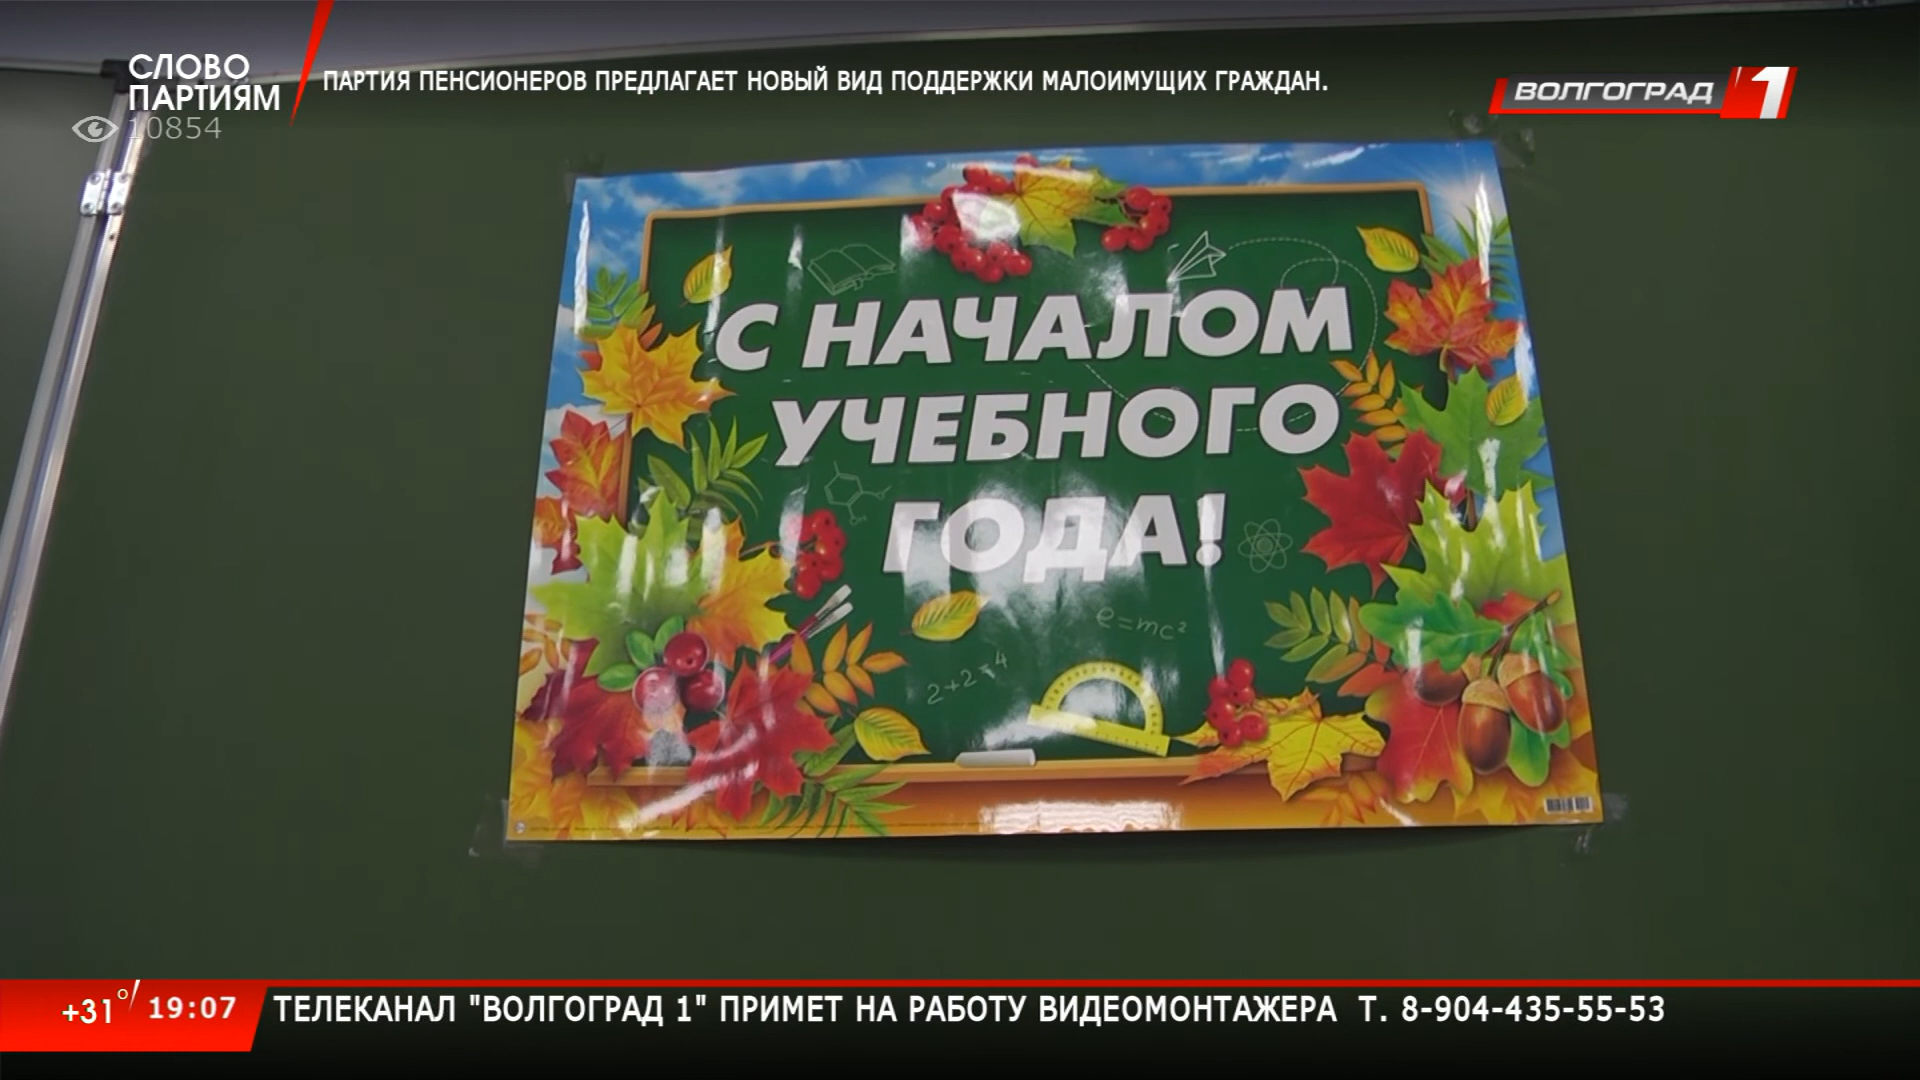 СЛОВО
ПАРТИЯМ
ПАРТИЯ ПЕНСИОНЕРОВ ПРЕДЛАГАЕТ НОВЫЙ ВИД ПОДДЕРЖКИ МАЛОИМУЩИХ ГРАЖДАН.
10854
ВОЛГОГРАД 1
С НАЧАЛОМ
УЧЕБНОГО
ГОДА!
e=mc²
2+2=4
+31° 19:07 ТЕЛЕКАНАЛ "ВОЛГОГРАД 1" ПРИМЕТ НА РАБОТУ ВИДЕОМОНТАЖЕРА Т. 8-904-435-55-53